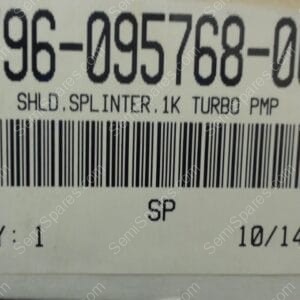 96-095768-0
SHLD.SPLINTER.1K TURBO PMP
SP
Y: 1 10/14